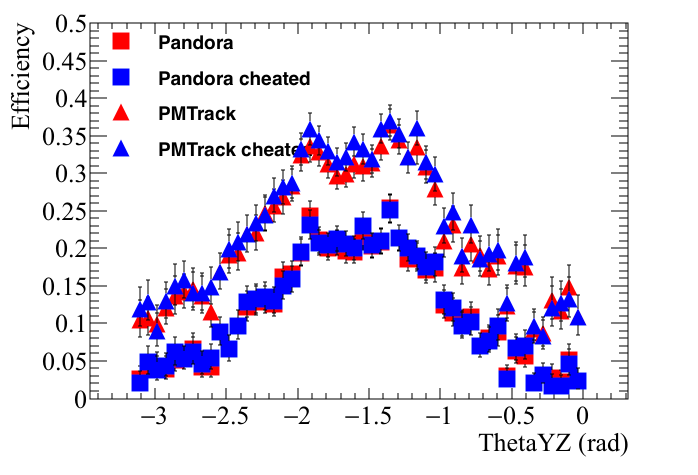 Efficiency
0.5
0.45
0.4
0.35
0.3
0.25
0.2
0.15
0.1
0.05
0
Pandora
Pandora cheated
PMTrack
PMTrack cheated
−3 −2.5 −2 −1.5 −1 −0.5 0
ThetaYZ (rad)